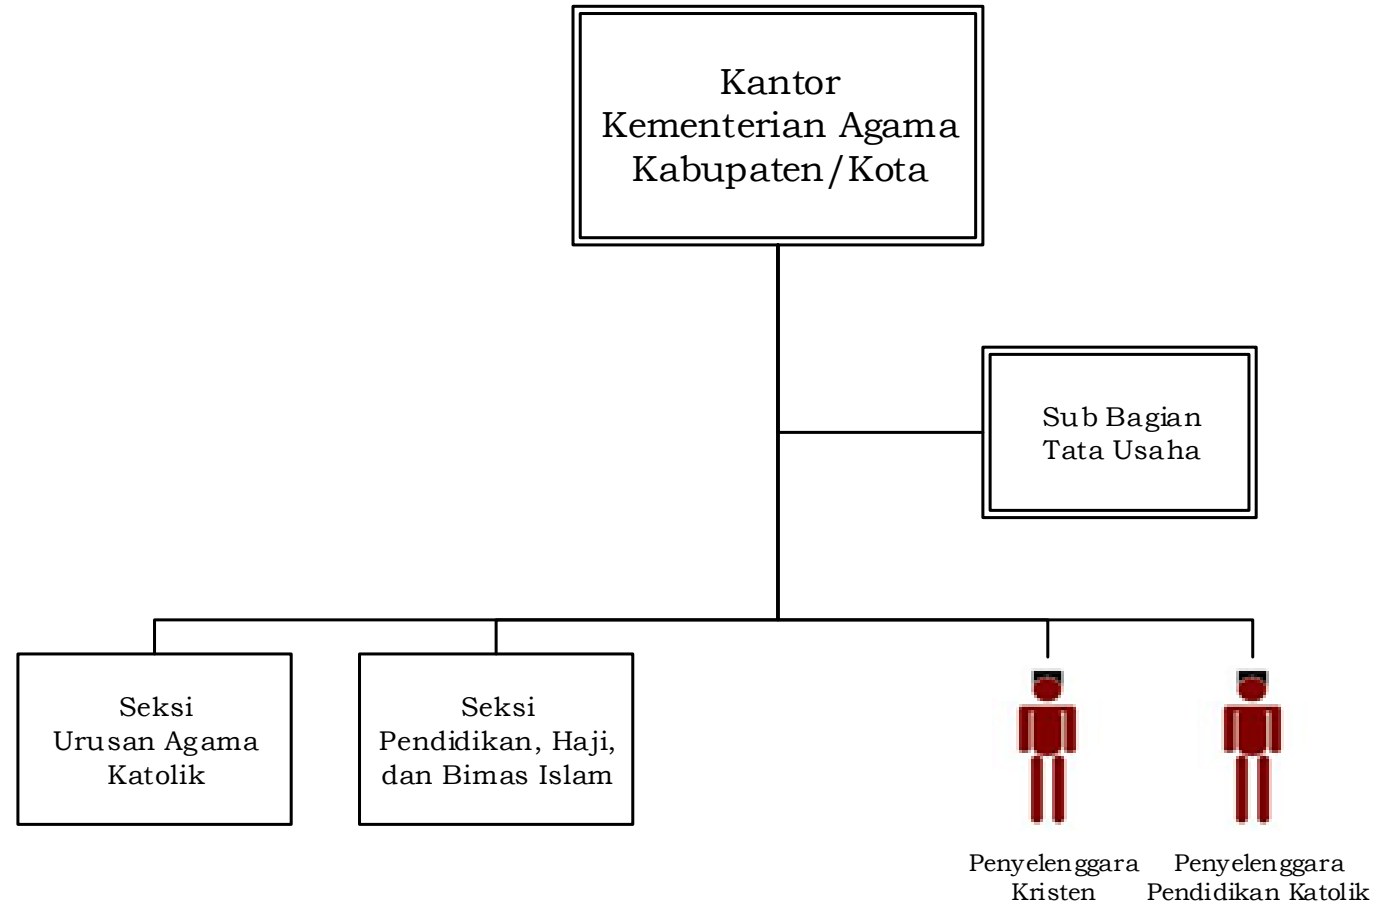 Kantor
Kementerian Agama
Kabupaten/Kota
Sub Bagian
Tata Usaha
Seksi
Urusan Agama
Katolik
Seksi
Pendidikan, Haji,
dan Bimas Islam
Penyelenggara
Kristen
Penyelenggara
Pendidikan Katolik